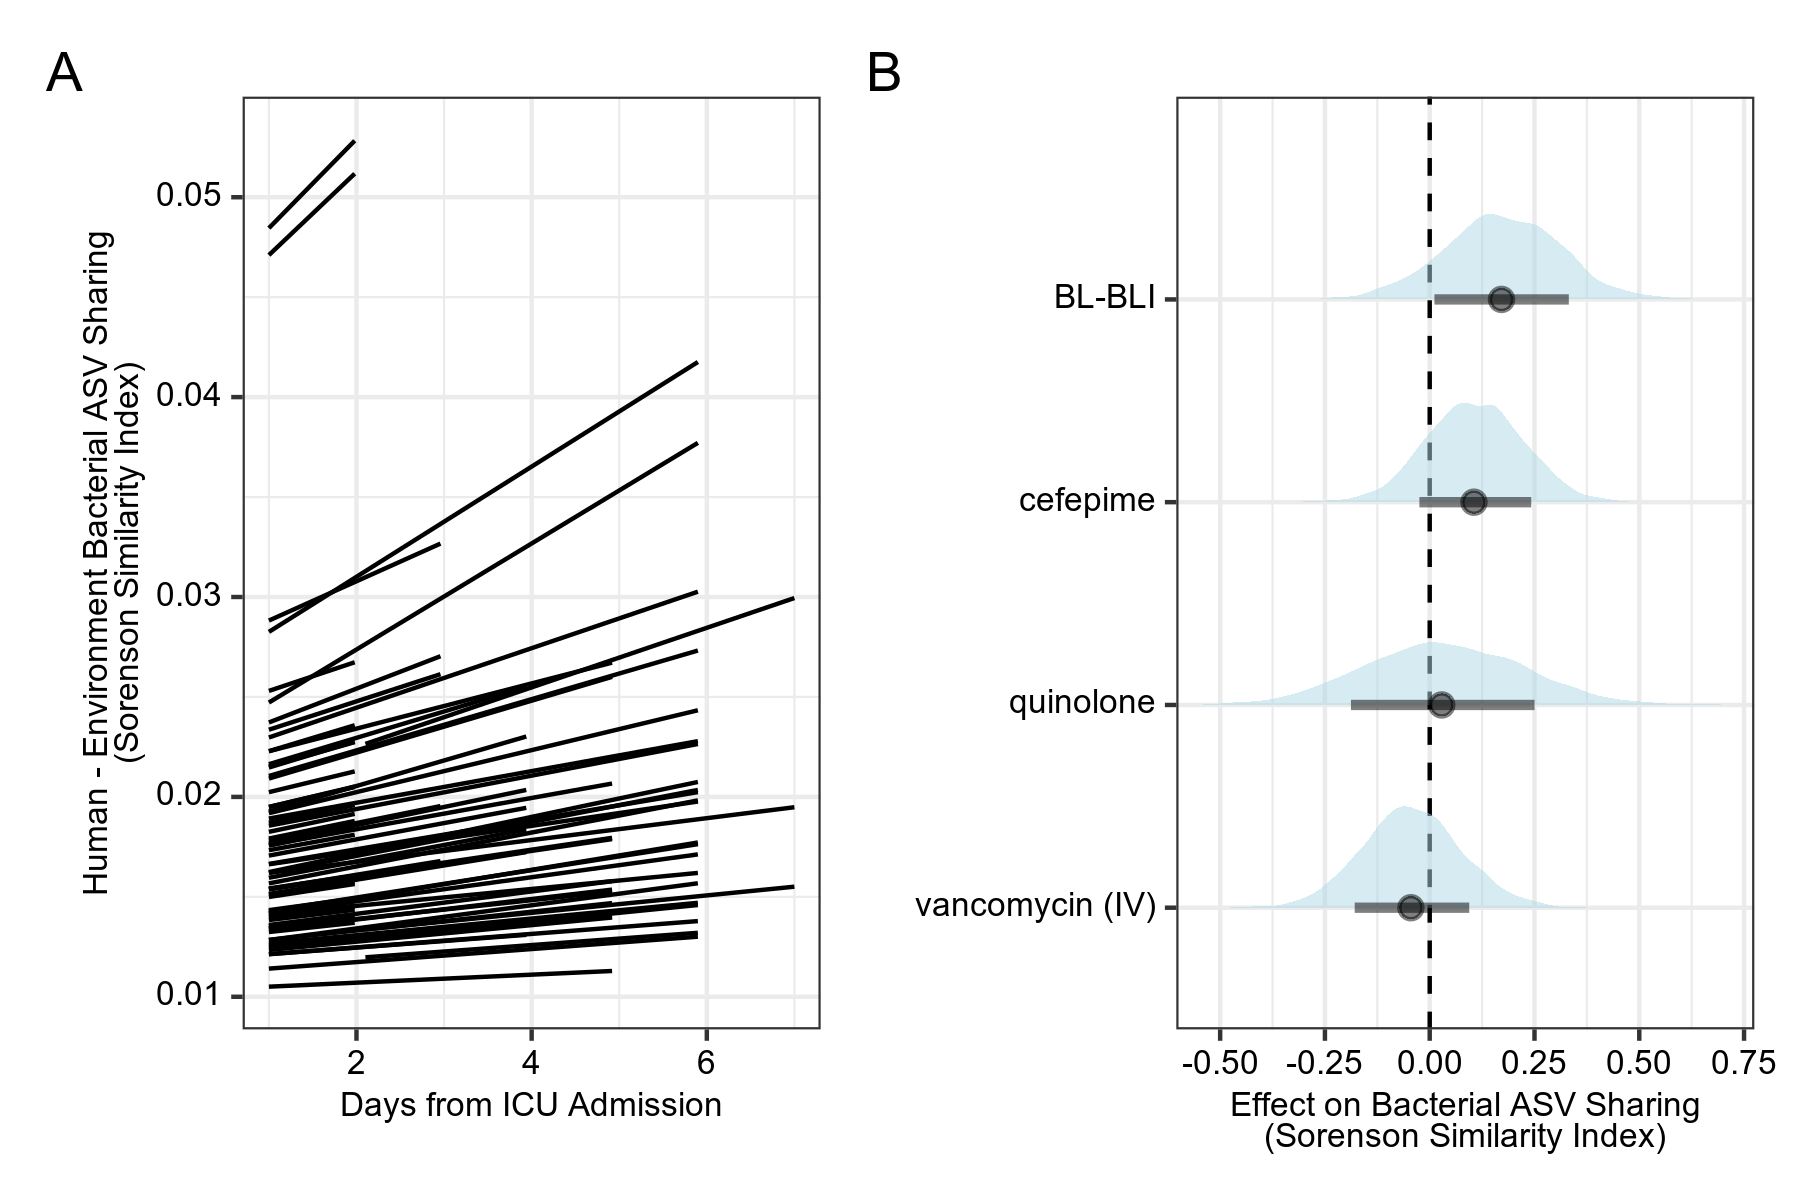 A
Human - Environment Bacterial ASV Sharing
(Sorenson Similarity Index)
0.05
0.04
0.03
0.02
0.01
2 4 6
Days from ICU Admission
B
BL-BLI
cefepime
quinolone
vancomycin (IV)
-0.50 -0.25 0.00 0.25 0.50 0.75
Effect on Bacterial ASV Sharing
(Sorenson Similarity Index)